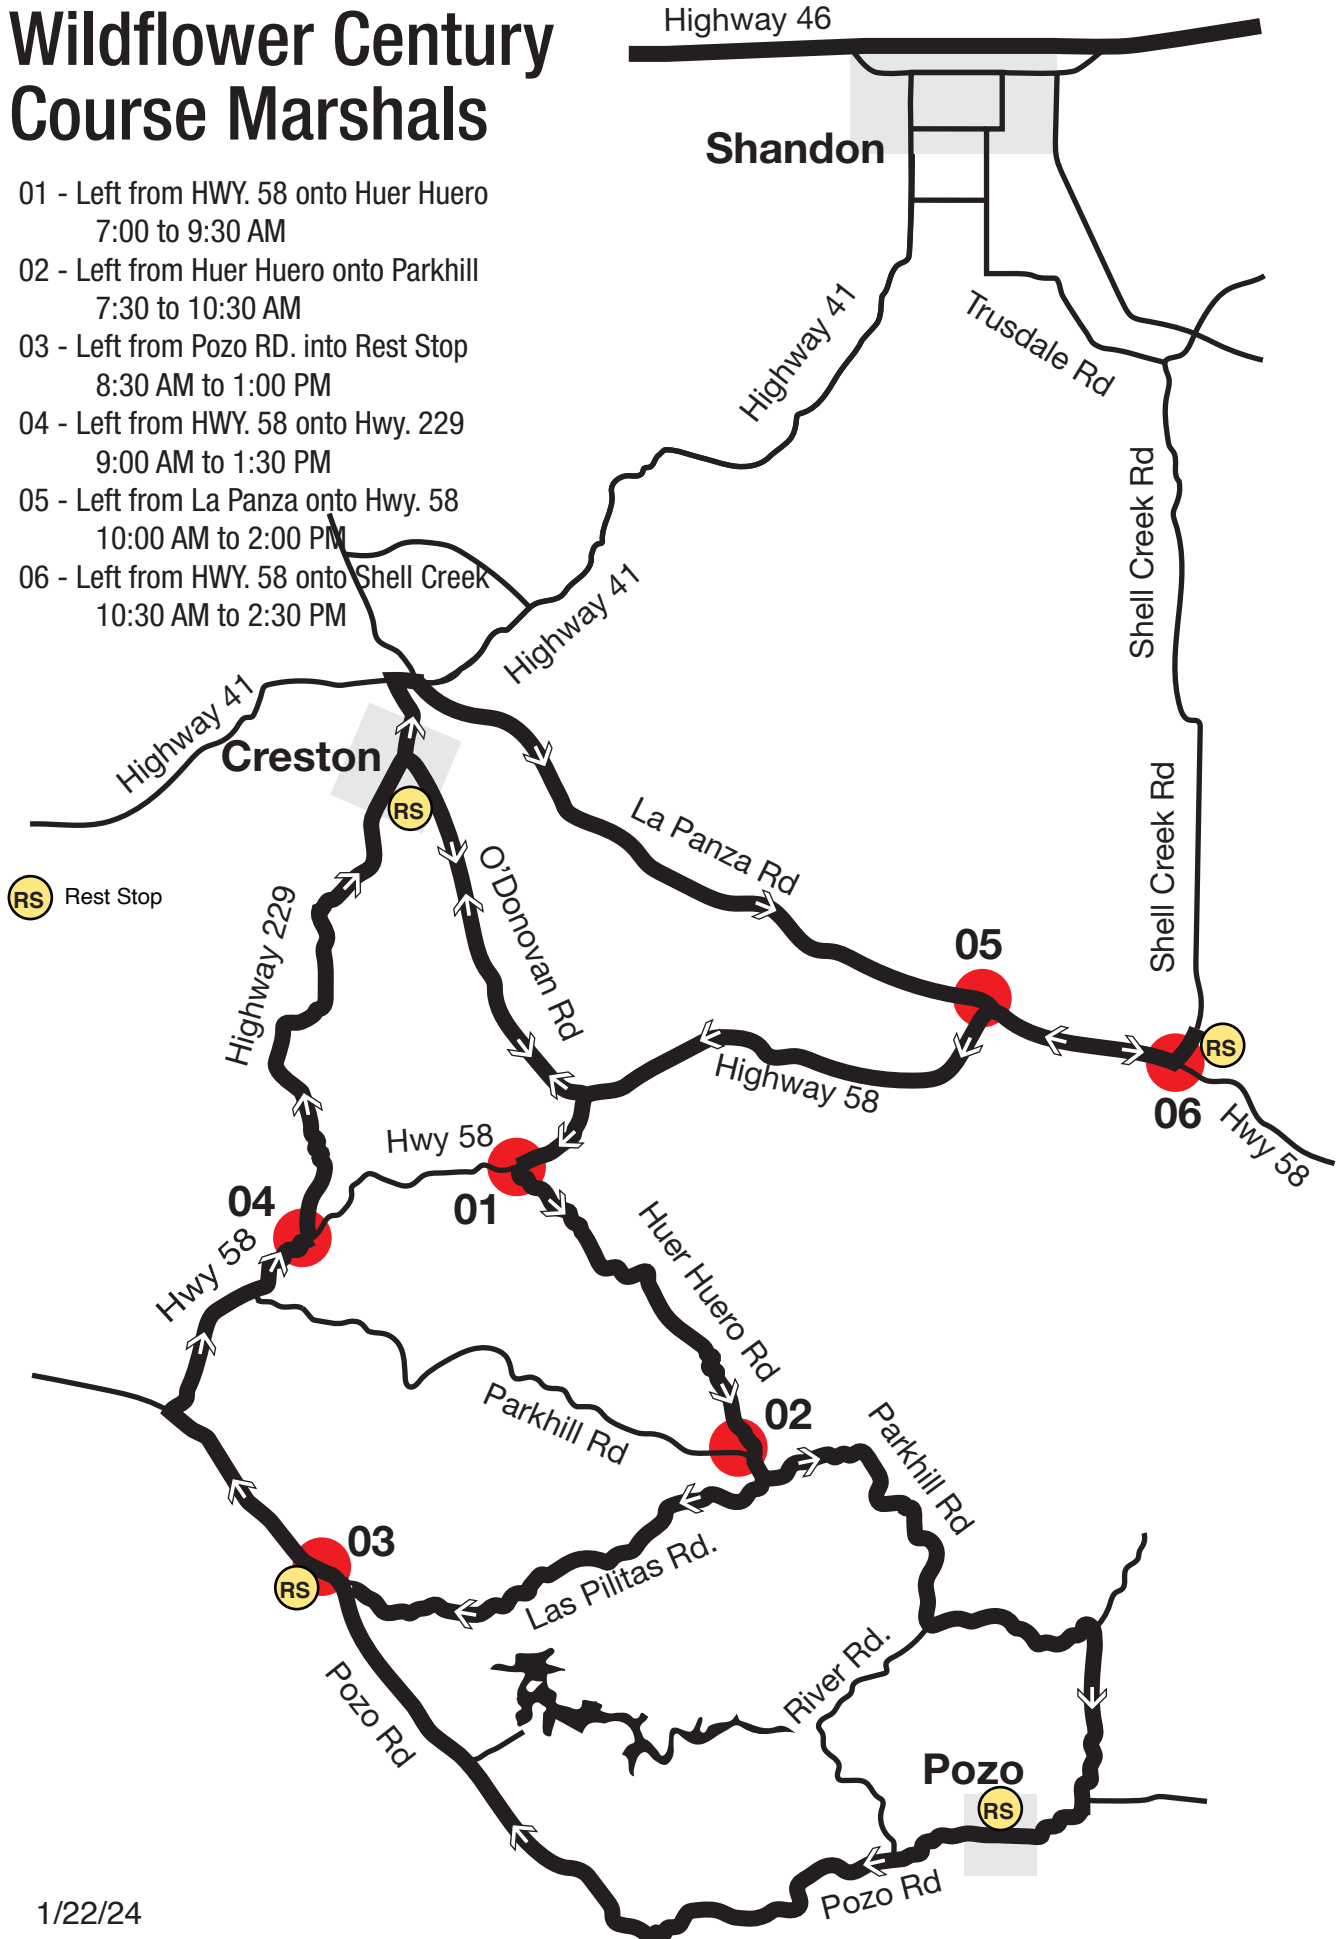 Wildflower Century
Course Marshals
01 - Left from HWY. 58 onto Huer Huero
7:00 to 9:30 AM
02 - Left from Huer Huero onto Parkhill
7:30 to 10:30 AM
03 - Left from Pozo RD. into Rest Stop
8:30 AM to 1:00 PM
04 - Left from HWY. 58 onto Hwy. 229
9:00 AM to 1:30 PM
05 - Left from La Panza onto Hwy. 58
10:00 AM to 2:00 PM
06 - Left from HWY. 58 onto Shell Creek
10:30 AM to 2:30 PM
Highway 46
Shandon
Highway 41
Trusdale Rd
Shell Creek Rd
Highway 41
Highway 41
Creston
RS
La Panza Rd
Shell Creek Rd
RS Rest Stop
O'Donovan Rd
Highway 229
05
RS
Highway 58
06
Hwy 58
Hwy 58
01
04
Hwy 58
Huer Huero Rd
Parkhill Rd
02
Parkhill Rd
03
RS
Las Pilitas Rd.
River Rd.
Pozo Rd
Pozo
RS
Pozo Rd
1/22/24